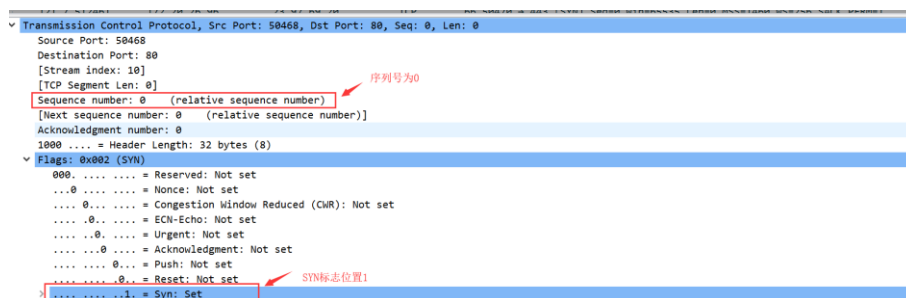 Transmission Control Protocol, Src Port: 50468, Dst Port: 80, Seq: 0, Len: 0
Source Port: 50468
Destination Port: 80
[Stream index: 10]
[TCP Segment Len: 0]
序列号为0
Sequence number: 0    (relative sequence number)
[Next sequence number: 0    (relative sequence number)]
Acknowledgment number: 0
1000 .... = Header Length: 32 bytes (8)
Flags: 0x002 (SYN)
000. .... .... = Reserved: Not set
...0 .... .... = Nonce: Not set
.... 0... .... = Congestion Window Reduced (CWR): Not set
.... .0.. .... = ECN-Echo: Not set
.... ..0. .... = Urgent: Not set
.... ...0 .... = Acknowledgment: Not set
.... .... 0... = Push: Not set
.... .... .0.. = Reset: Not set
SYN标志位置1
.... .... ..1. = Syn: Set